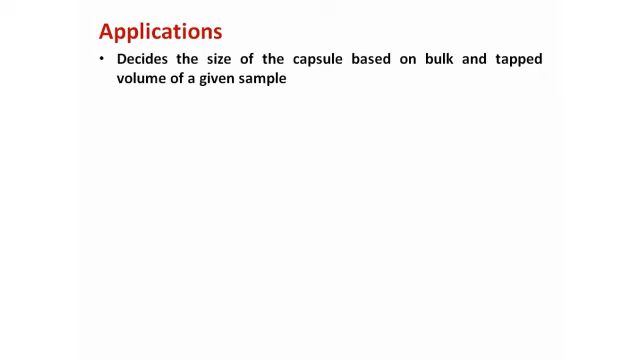 Applications
• Decides the size of the capsule based on bulk and tapped
volume of a given sample